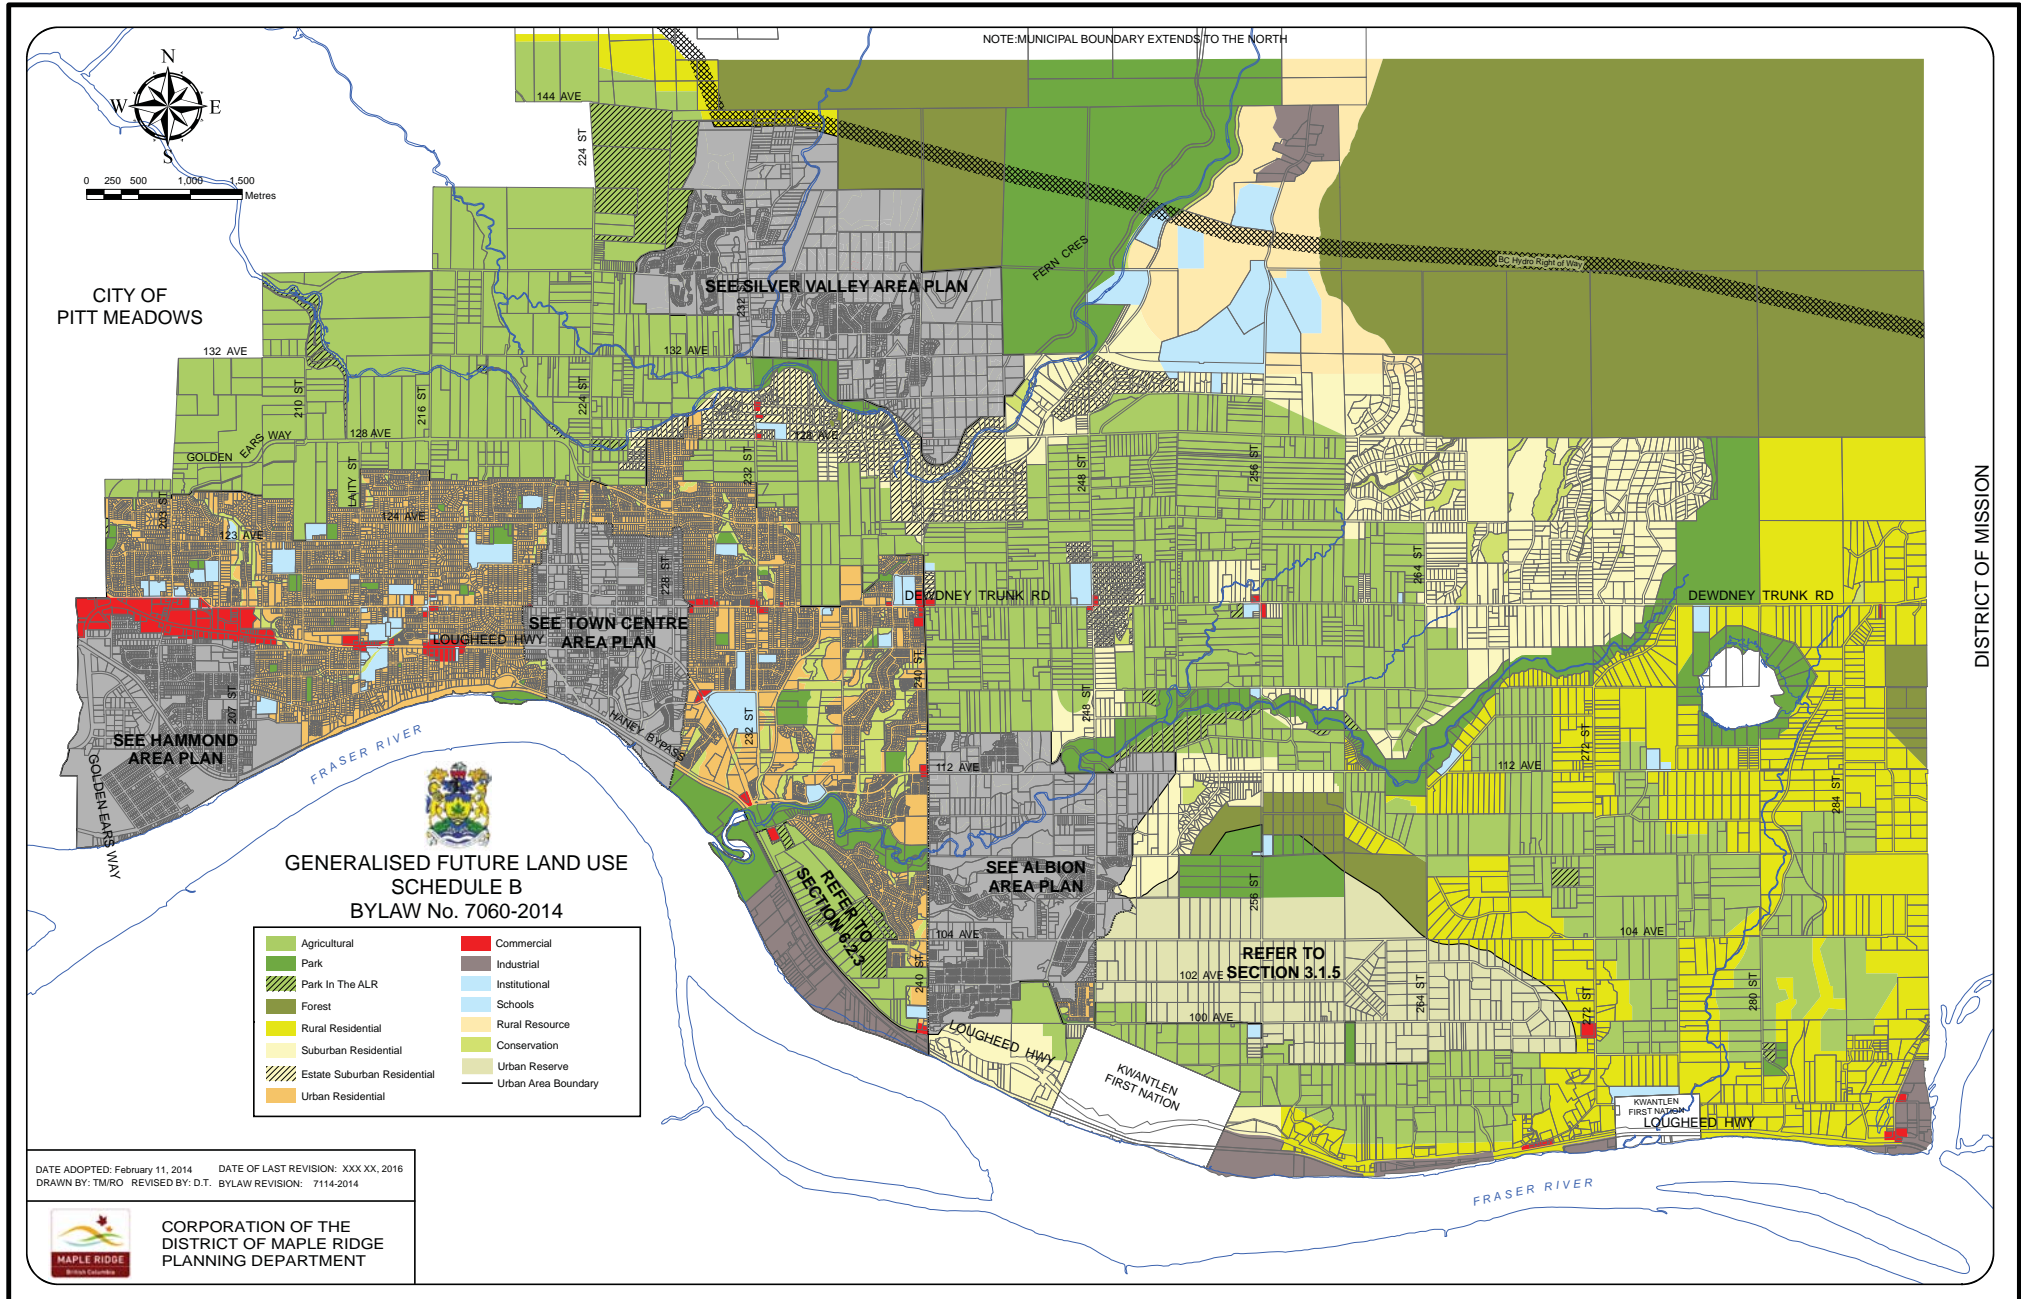 NOTE:MUNICIPAL BOUNDARY EXTENDS TO THE NORTH
N
W
E
S
0 250 500 1,000 1,500
Metres
144 AVE
224 ST
CITY OF
PITT MEADOWS
SEE SILVER VALLEY AREA PLAN
232 ST
FERN CRES
BC Hydro Right of Way
132 AVE
132 AVE
210 ST
216 ST
224 ST
128 AVE
128 AVE
GOLDEN EARS WAY
LAITY ST
203 ST
232 ST
248 ST
256 ST
124 AVE
123 AVE
228 ST
264 ST
DISTRICT OF MISSION
DEWDNEY TRUNK RD
DEWDNEY TRUNK RD
SEE TOWN CENTRE
AREA PLAN
LOUGHEED HWY
240 ST
207 ST
232 ST
248 ST
272 ST
HANEY BYPASS
SEE HAMMOND
AREA PLAN
GOLDEN EARS WAY
FRASER RIVER
112 AVE
112 AVE
284 ST
SEE ALBION
AREA PLAN
REFER TO
SECTION 6.2.3
256 ST
104 AVE
104 AVE
REFER TO
SECTION 3.1.5
102 AVE
240 ST
264 ST
272 ST
280 ST
100 AVE
LOUGHEED HWY
KWANTLEN
FIRST NATION
KWANTLEN
FIRST NATION
LOUGHEED HWY
FRASER RIVER
GENERALISED FUTURE LAND USE
SCHEDULE B
BYLAW No. 7060-2014
Agricultural
Park
Park In The ALR
Forest
Rural Residential
Suburban Residential
Estate Suburban Residential
Urban Residential
Commercial
Industrial
Institutional
Schools
Rural Resource
Conservation
Urban Reserve
Urban Area Boundary
DATE ADOPTED: February 11, 2014 DATE OF LAST REVISION: XXX XX, 2016
DRAWN BY: TM/RO REVISED BY: D.T. BYLAW REVISION: 7114-2014
MAPLE RIDGE
British Columbia
CORPORATION OF THE
DISTRICT OF MAPLE RIDGE
PLANNING DEPARTMENT